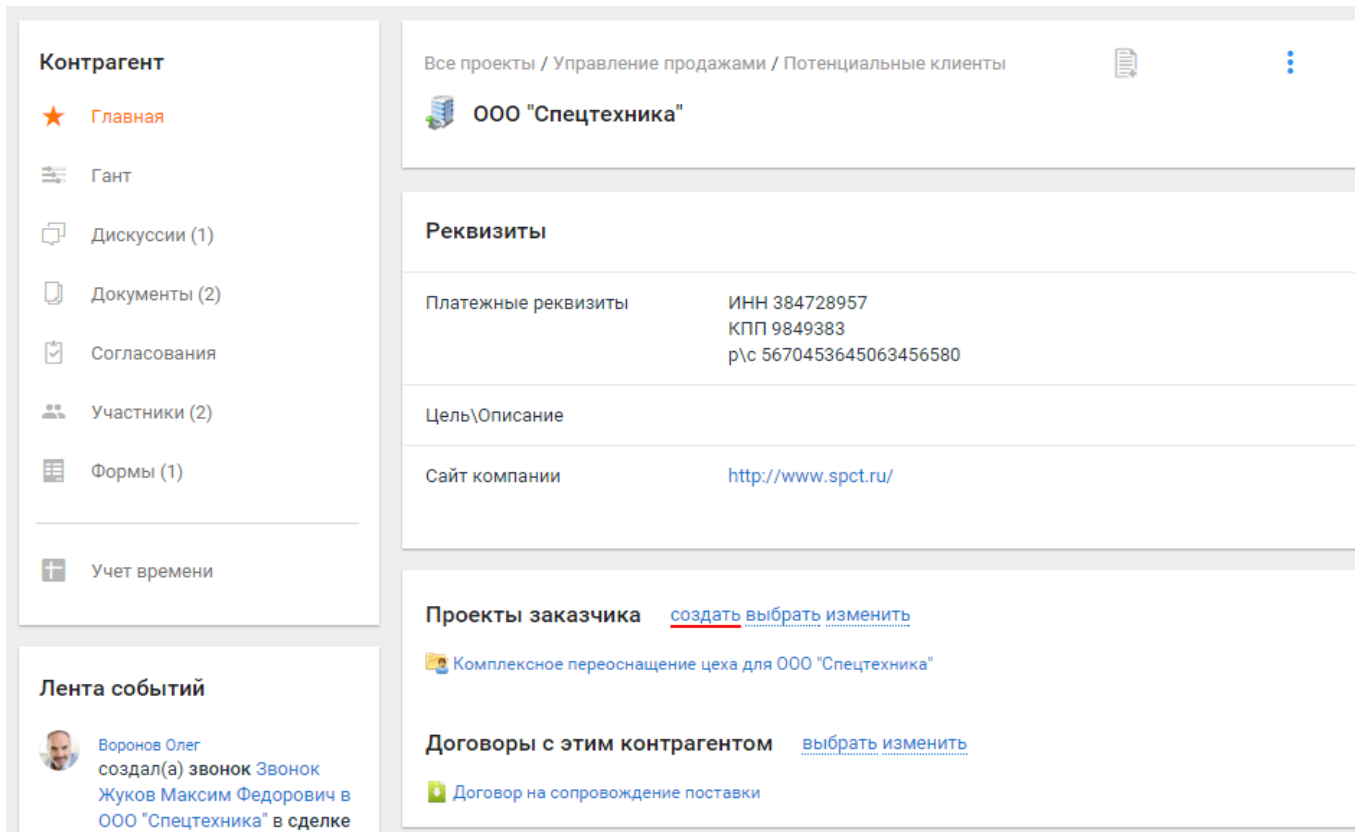 Контрагент
Главная
Гант
Дискуссии (1)
Документы (2)
Согласования
Участники (2)
Формы (1)
Учет времени
Лента событий
Воронов Олег
создал(а) звонок Звонок
Жуков Максим Федорович в
ООО "Спецтехника" в сделке
Все проекты / Управление продажами / Потенциальные клиенты
ООО "Спецтехника"
Реквизиты
Платежные реквизиты
ИНН 384728957
КПП 9849383
р\с 5670453645063456580
Цель\Описание
Сайт компании
http://www.spct.ru/
Проекты заказчика создать выбрать изменить
Комплексное переоснащение цеха для ООО "Спецтехника"
Договоры с этим контрагентом выбрать изменить
Договор на сопровождение поставки